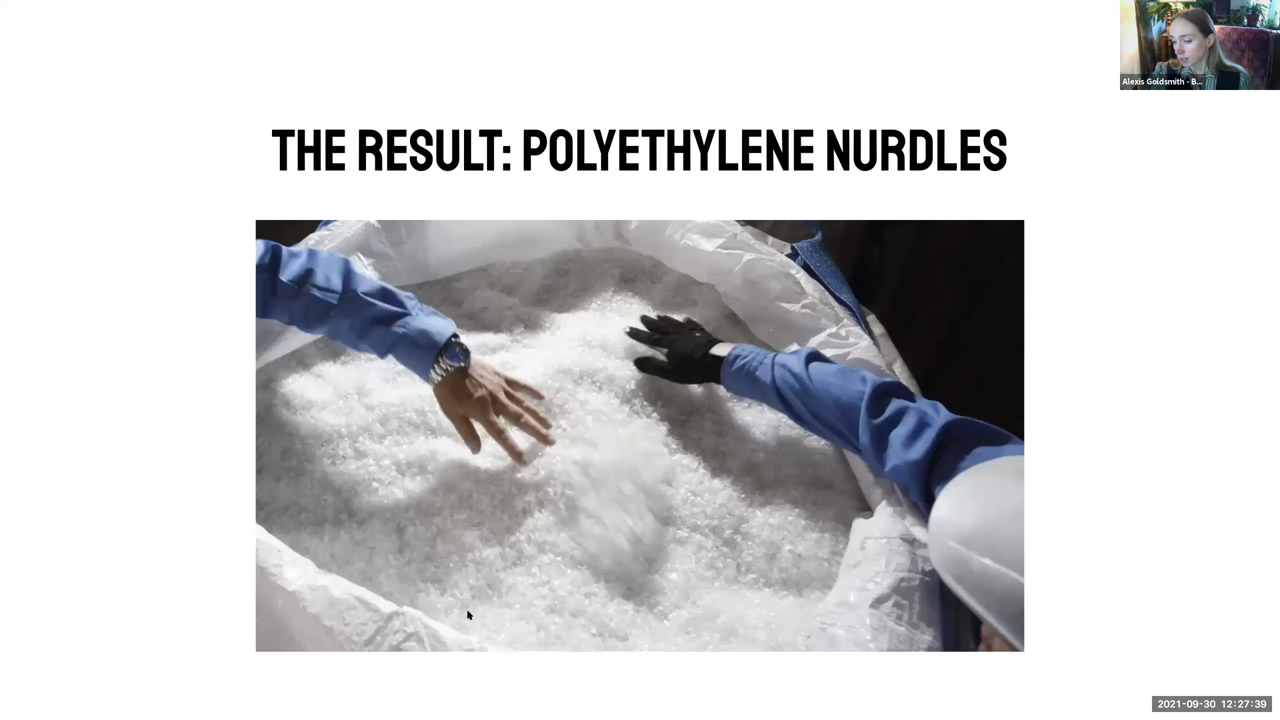 Alexis Goldsmith - B...
THE RESULT: POLYETHYLENE NURDLES
2021-09-30 12:27:39